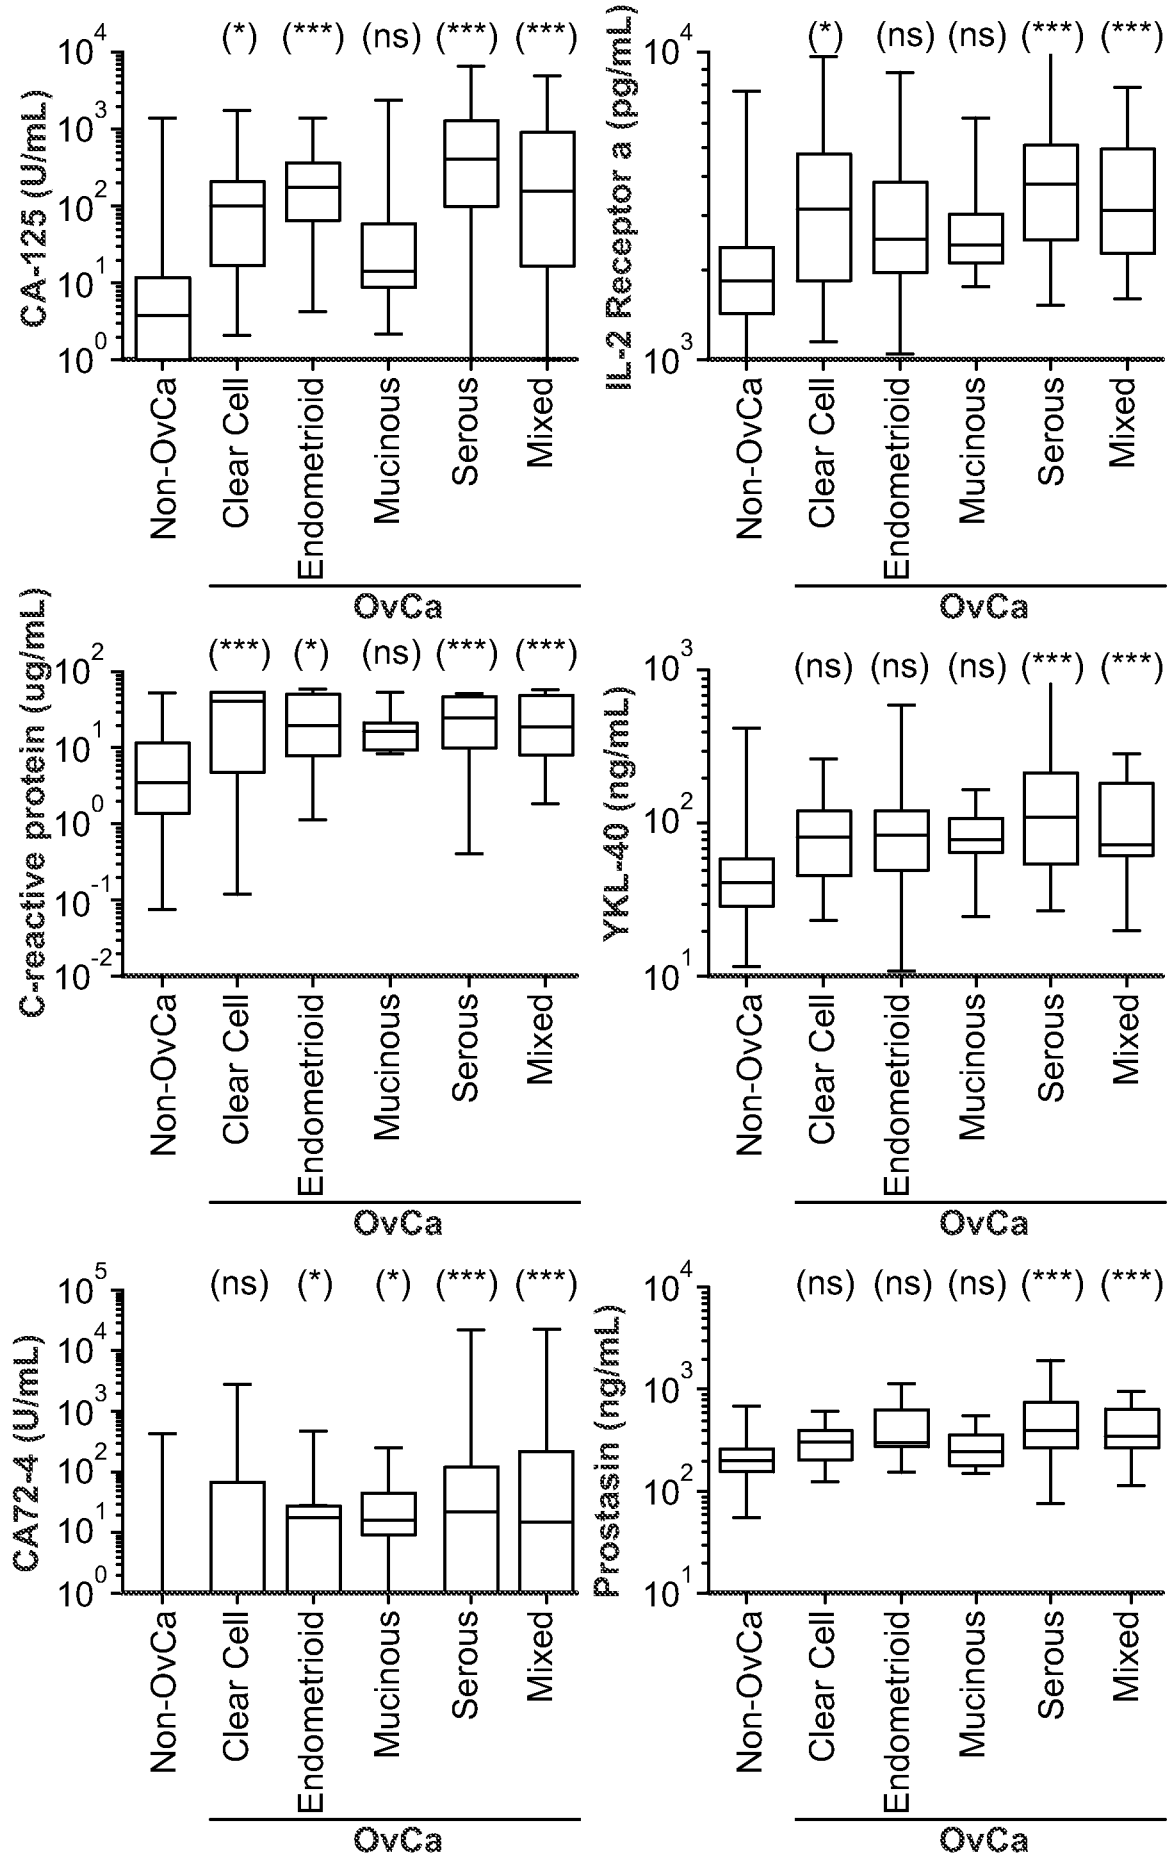 CA-125 (U/mL)
10^4
10^3
10^2
10^1
10^0
(*) (***) (ns) (***) (***)
Non-OvCa
Clear Cell
Endometrioid
Mucinous
Serous
Mixed
OvCa
IL-2 Receptor a (pg/mL)
10^4
10^3
(*) (ns) (ns) (***) (***)
Non-OvCa
Clear Cell
Endometrioid
Mucinous
Serous
Mixed
OvCa
C-reactive protein (ug/mL)
10^2
10^1
10^0
10^-1
10^-2
(***) (*) (ns) (***) (***)
Non-OvCa
Clear Cell
Endometrioid
Mucinous
Serous
Mixed
OvCa
YKL-40 (ng/mL)
10^3
10^2
10^1
(ns) (ns) (ns) (***) (***)
Non-OvCa
Clear Cell
Endometrioid
Mucinous
Serous
Mixed
OvCa
CA72-4 (U/mL)
10^5
10^4
10^3
10^2
10^1
10^0
(ns) (*) (*) (***) (***)
Non-OvCa
Clear Cell
Endometrioid
Mucinous
Serous
Mixed
OvCa
Prostasin (ng/mL)
10^4
10^3
10^2
10^1
(ns) (ns) (ns) (***) (***)
Non-OvCa
Clear Cell
Endometrioid
Mucinous
Serous
Mixed
OvCa